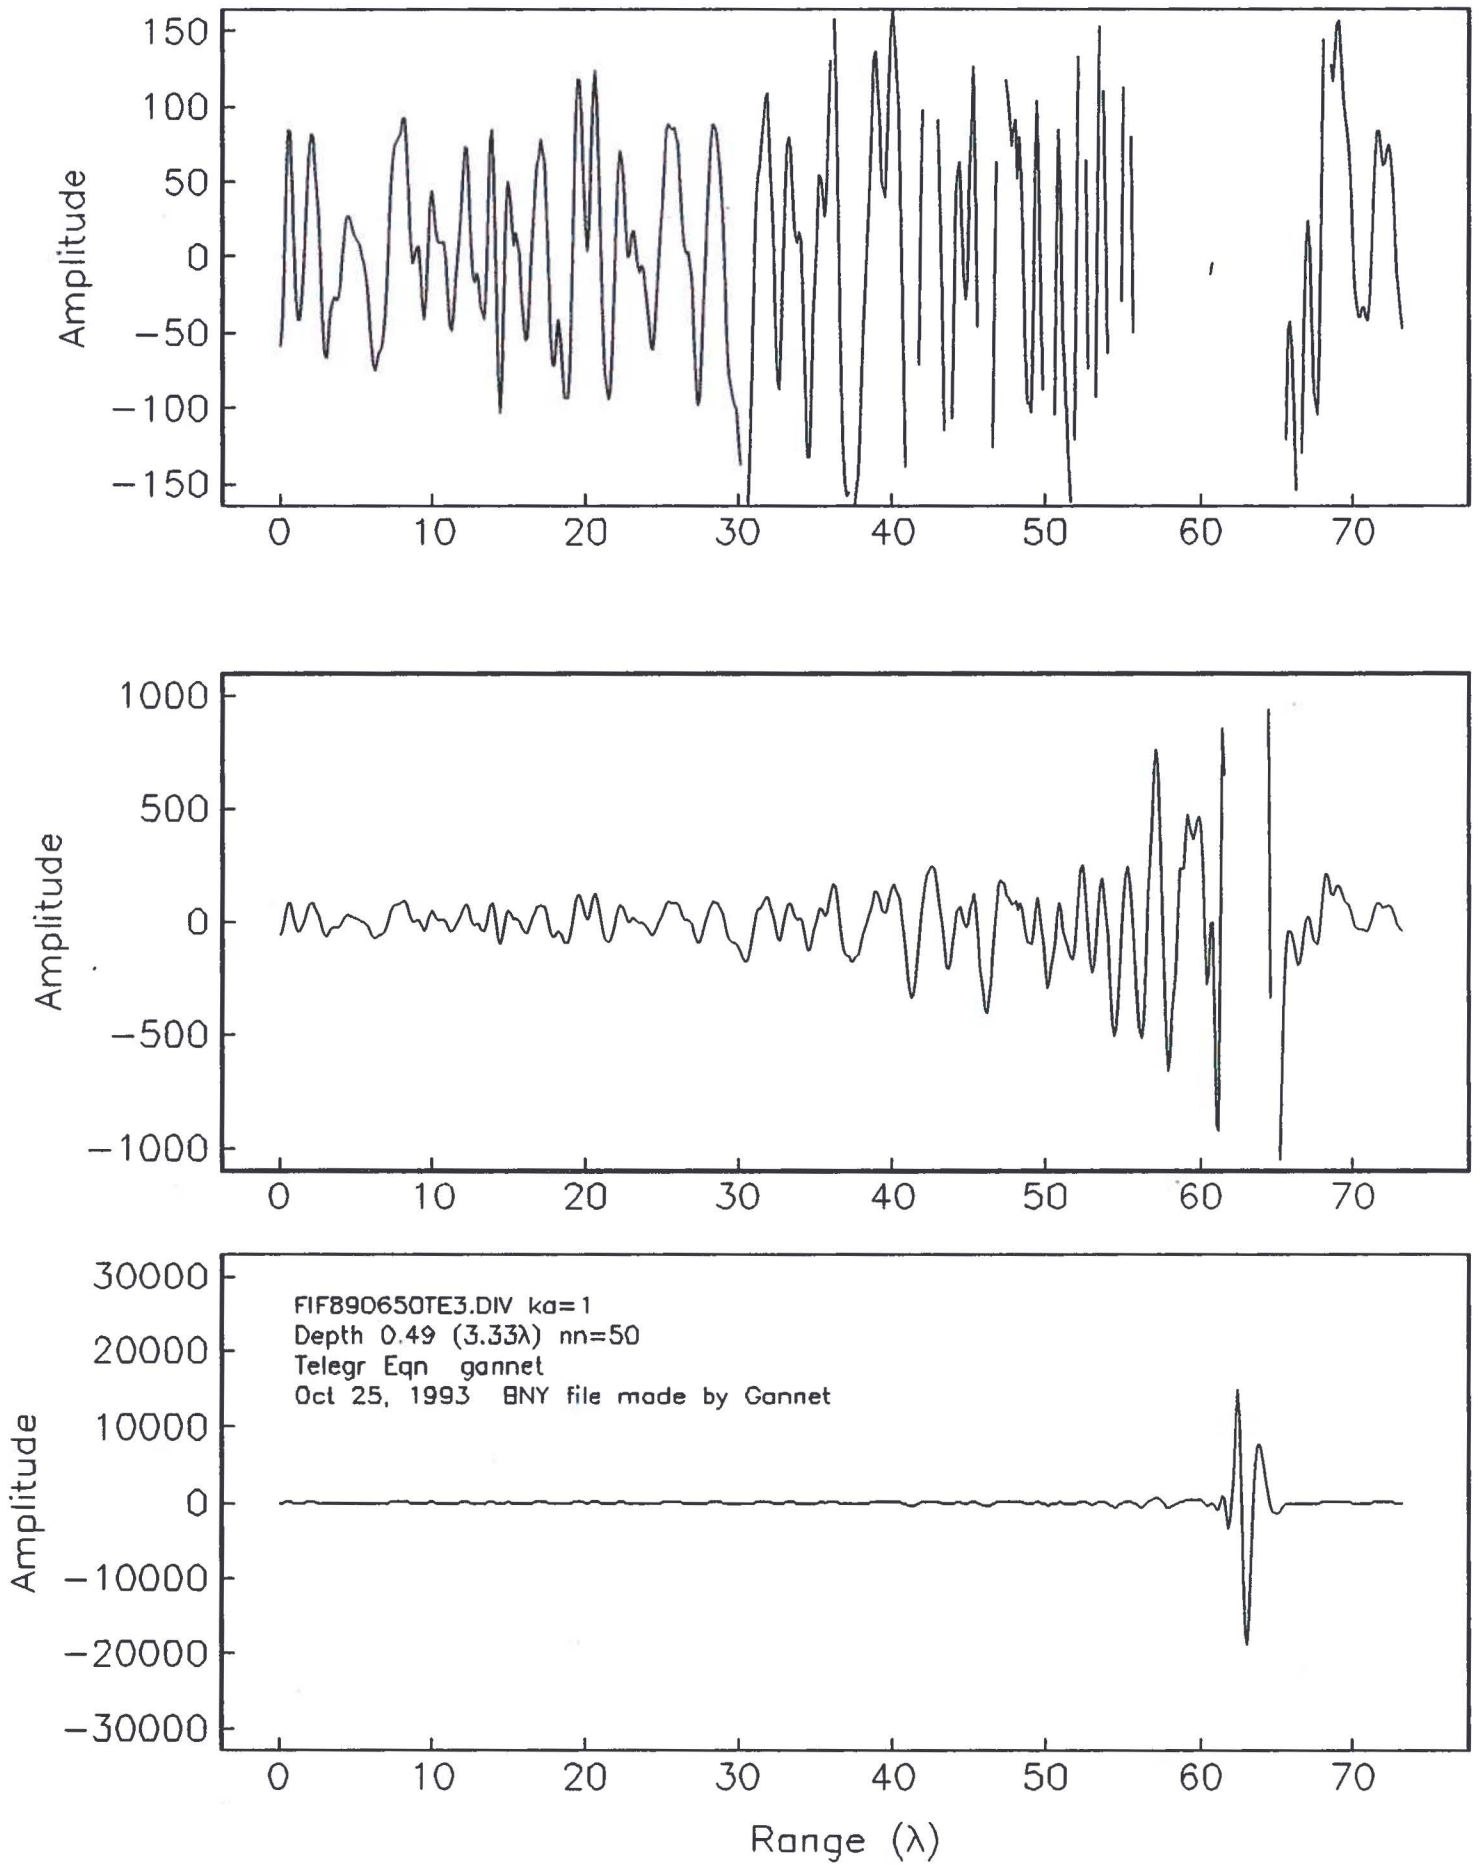 150
100
50
0
−50
−100
−150
Amplitude
0 10 20 30 40 50 60 70
1000
500
0
−500
−1000
Amplitude
0 10 20 30 40 50 60 70
30000
20000
10000
0
−10000
−20000
−30000
Amplitude
FIF890650TE3.DIV ka=1
Depth 0.49 (3.33λ) nn=50
Telegr Eqn gannet
Oct 25, 1993 BNY file made by Gannet
0 10 20 30 40 50 60 70
Range (λ)